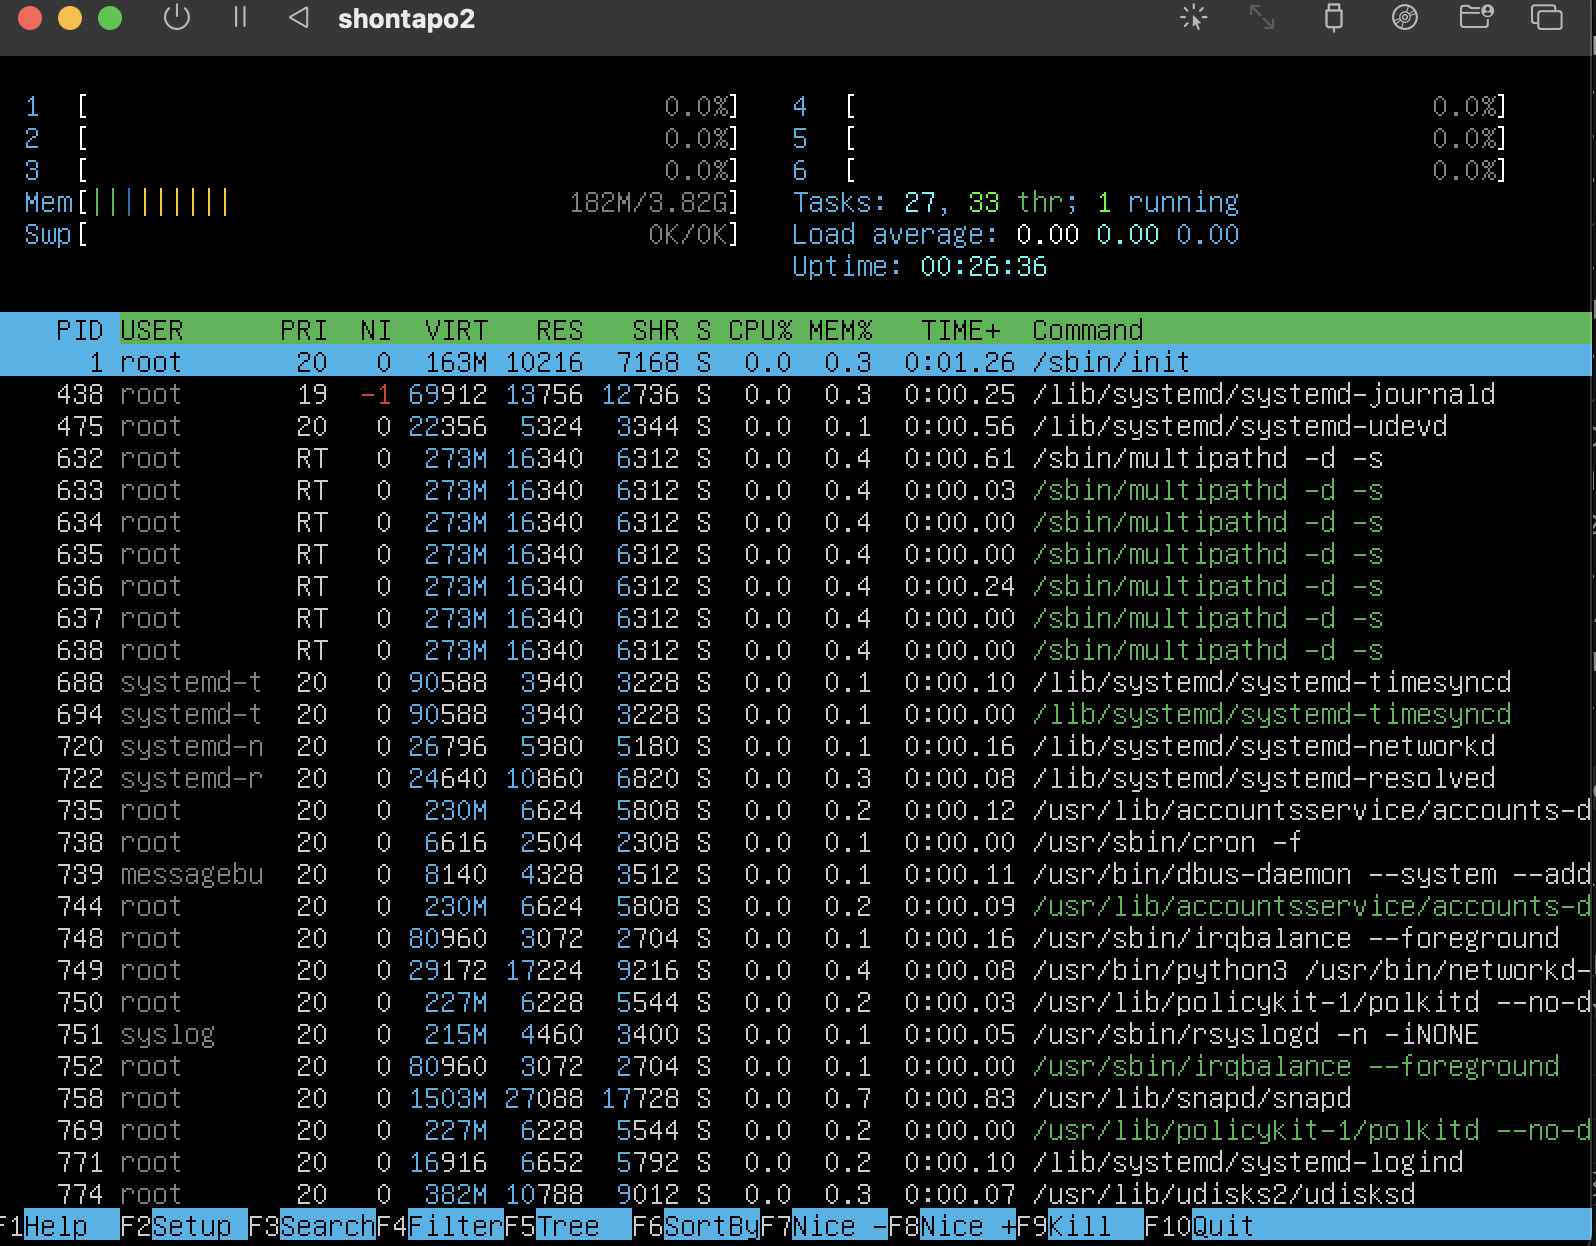 shontapo2
1 [ 0.0%] 4 [ 0.0%]
2 [ 0.0%] 5 [ 0.0%]
3 [ 0.0%] 6 [ 0.0%]
Mem[||||||||| 182M/3.82G] Tasks: 27, 33 thr; 1 running
Swp[ 0K/0K] Load average: 0.00 0.00 0.00
Uptime: 00:26:36
PID USER PRI NI VIRT RES SHR S CPU% MEM% TIME+ Command
1 root 20 0 163M 10216 7168 S 0.0 0.3 0:01.26 /sbin/init
438 root 19 -1 69912 13756 12736 S 0.0 0.3 0:00.25 /lib/systemd/systemd-journald
475 root 20 0 22356 5324 3344 S 0.0 0.1 0:00.56 /lib/systemd/systemd-udevd
632 root RT 0 273M 16340 6312 S 0.0 0.4 0:00.61 /sbin/multipathd -d -s
633 root RT 0 273M 16340 6312 S 0.0 0.4 0:00.03 /sbin/multipathd -d -s
634 root RT 0 273M 16340 6312 S 0.0 0.4 0:00.00 /sbin/multipathd -d -s
635 root RT 0 273M 16340 6312 S 0.0 0.4 0:00.00 /sbin/multipathd -d -s
636 root RT 0 273M 16340 6312 S 0.0 0.4 0:00.24 /sbin/multipathd -d -s
637 root RT 0 273M 16340 6312 S 0.0 0.4 0:00.00 /sbin/multipathd -d -s
638 root RT 0 273M 16340 6312 S 0.0 0.4 0:00.00 /sbin/multipathd -d -s
688 systemd-t 20 0 90588 3940 3228 S 0.0 0.1 0:00.10 /lib/systemd/systemd-timesyncd
694 systemd-t 20 0 90588 3940 3228 S 0.0 0.1 0:00.00 /lib/systemd/systemd-timesyncd
720 systemd-n 20 0 26796 5980 5180 S 0.0 0.1 0:00.16 /lib/systemd/systemd-networkd
722 systemd-r 20 0 24640 10860 6820 S 0.0 0.3 0:00.08 /lib/systemd/systemd-resolved
735 root 20 0 230M 6624 5808 S 0.0 0.2 0:00.12 /usr/lib/accountsservice/accounts-d
738 root 20 0 6616 2504 2308 S 0.0 0.1 0:00.00 /usr/sbin/cron -f
739 messagebu 20 0 8140 4328 3512 S 0.0 0.1 0:00.11 /usr/bin/dbus-daemon --system --add
744 root 20 0 230M 6624 5808 S 0.0 0.2 0:00.09 /usr/lib/accountsservice/accounts-d
748 root 20 0 80960 3072 2704 S 0.0 0.1 0:00.16 /usr/sbin/irqbalance --foreground
749 root 20 0 29172 17224 9216 S 0.0 0.4 0:00.08 /usr/bin/python3 /usr/bin/networkd-
750 root 20 0 227M 6228 5544 S 0.0 0.2 0:00.03 /usr/lib/policykit-1/polkitd --no-d
751 syslog 20 0 215M 4460 3400 S 0.0 0.1 0:00.05 /usr/sbin/rsyslogd -n -iNONE
752 root 20 0 80960 3072 2704 S 0.0 0.1 0:00.00 /usr/sbin/irqbalance --foreground
758 root 20 0 1503M 27088 17728 S 0.0 0.7 0:00.83 /usr/lib/snapd/snapd
769 root 20 0 227M 6228 5544 S 0.0 0.2 0:00.00 /usr/lib/policykit-1/polkitd --no-d
771 root 20 0 16916 6652 5792 S 0.0 0.2 0:00.10 /lib/systemd/systemd-logind
774 root 20 0 382M 10788 9012 S 0.0 0.3 0:00.07 /usr/lib/udisks2/udisksd
F1Help F2Setup F3SearchF4FilterF5Tree F6SortByF7Nice -F8Nice +F9Kill F10Quit